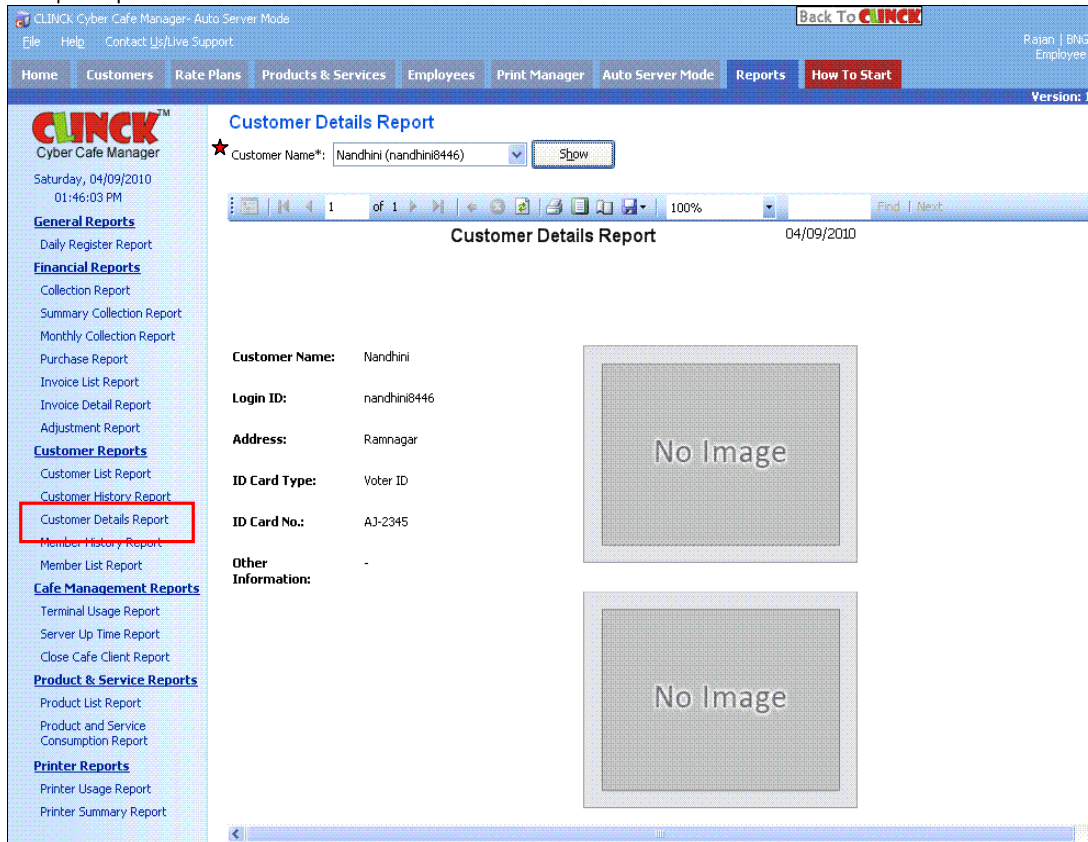 CLINCK Cyber Cafe Manager- Auto Server Mode
Back To CLINCK
File Help Contact Us/Live Support
Rajan | BNG
Employee
Home Customers Rate Plans Products & Services Employees Print Manager Auto Server Mode Reports How To Start
Version: 1
CLINCK TM
Cyber Cafe Manager
Saturday, 04/09/2010
01:46:03 PM
General Reports
Daily Register Report
Financial Reports
Collection Report
Summary Collection Report
Monthly Collection Report
Purchase Report
Invoice List Report
Invoice Detail Report
Adjustment Report
Customer Reports
Customer List Report
Customer History Report
Customer Details Report
Member History Report
Member List Report
Cafe Management Reports
Terminal Usage Report
Server Up Time Report
Close Cafe Client Report
Product & Service Reports
Product List Report
Product and Service
Consumption Report
Printer Reports
Printer Usage Report
Printer Summary Report
Customer Details Report
Customer Name*: Nandhini (nandhini8446) Show
1 of 1 100% Find | Next
Customer Details Report 04/09/2010
Customer Name: Nandhini
Login ID: nandhini8446
Address: Ramnagar
ID Card Type: Voter ID
ID Card No.: AJ-2345
Other -
Information:
No Image
No Image